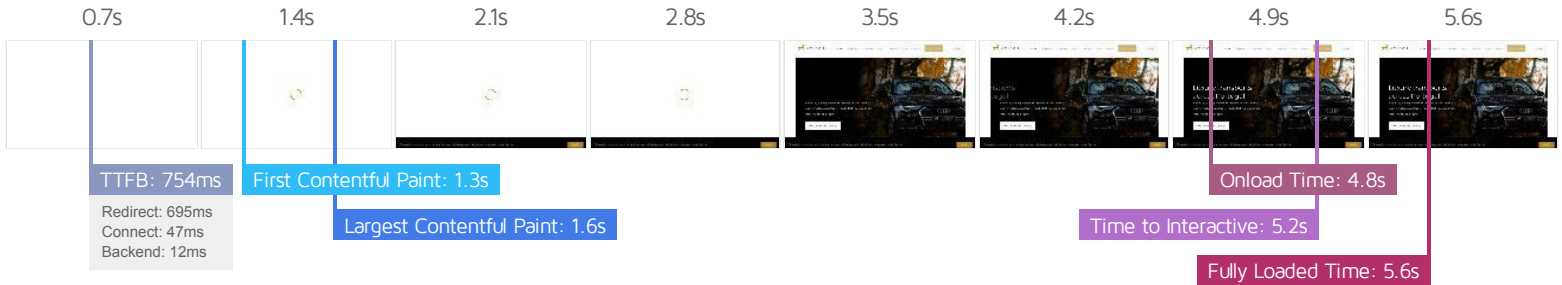 0.7s
1.4s
2.1s
2.8s
3.5s
4.2s
4.9s
5.6s
TTFB: 754ms
Redirect: 695ms
Connect: 47ms
Backend: 12ms
First Contentful Paint: 1.3s
Largest Contentful Paint: 1.6s
Onload Time: 4.8s
Time to Interactive: 5.2s
Fully Loaded Time: 5.6s